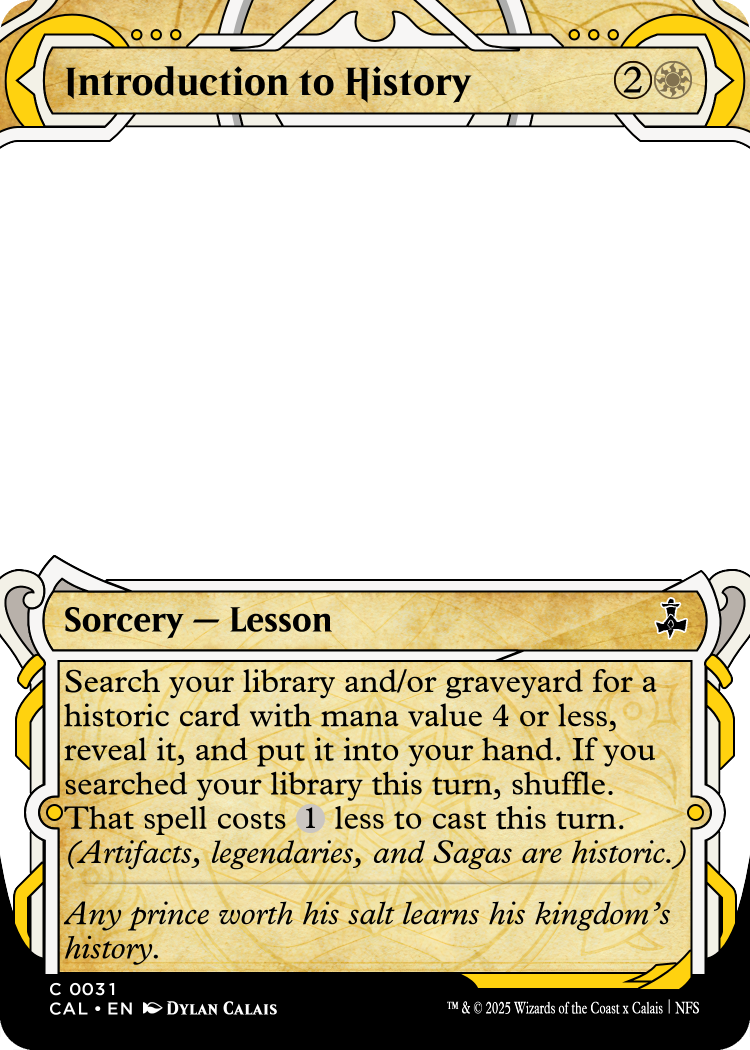 Introduction to History 2
Sorcery — Lesson
Search your library and/or graveyard for a
historic card with mana value 4 or less,
reveal it, and put it into your hand. If you
searched your library this turn, shuffle.
That spell costs 1 less to cast this turn.
(Artifacts, legendaries, and Sagas are historic.)
Any prince worth his salt learns his kingdom's
history.
C 0031
CAL • EN Dylan Calais
™ & © 2025 Wizards of the Coast x Calais | NFS